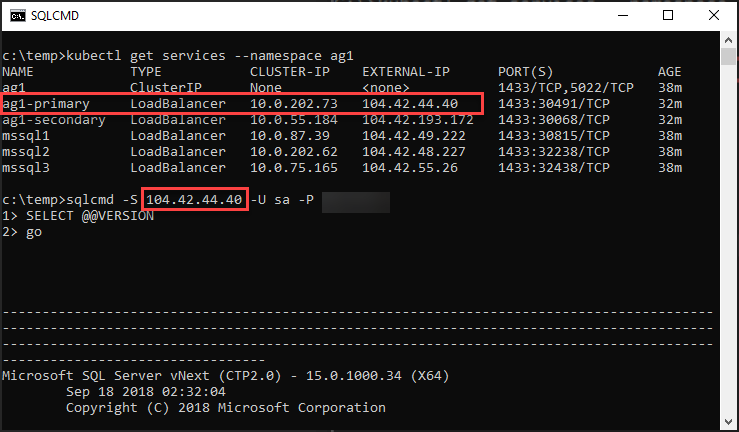 SQLCMD
c:\temp>kubectl get services --namespace ag1
NAME TYPE CLUSTER-IP EXTERNAL-IP PORT(S) AGE
ag1 ClusterIP None <none> 1433/TCP,5022/TCP 38m
ag1-primary LoadBalancer 10.0.202.73 104.42.44.40 1433:30491/TCP 32m
ag1-secondary LoadBalancer 10.0.55.184 104.42.193.172 1433:30068/TCP 32m
mssql1 LoadBalancer 10.0.87.39 104.42.49.222 1433:30815/TCP 38m
mssql2 LoadBalancer 10.0.202.62 104.42.48.227 1433:32238/TCP 38m
mssql3 LoadBalancer 10.0.75.165 104.42.55.26 1433:32438/TCP 38m
c:\temp>sqlcmd -S 104.42.44.40 -U sa -P
1> SELECT @@VERSION
2> go
-----------------------------------------------------------------------------------------
-----------------------------------------------------------------------------------------
-----------------------------------------------------------------------------------------
---------------------------------
Microsoft SQL Server vNext (CTP2.0) - 15.0.1000.34 (X64)
Sep 18 2018 02:32:04
Copyright (C) 2018 Microsoft Corporation